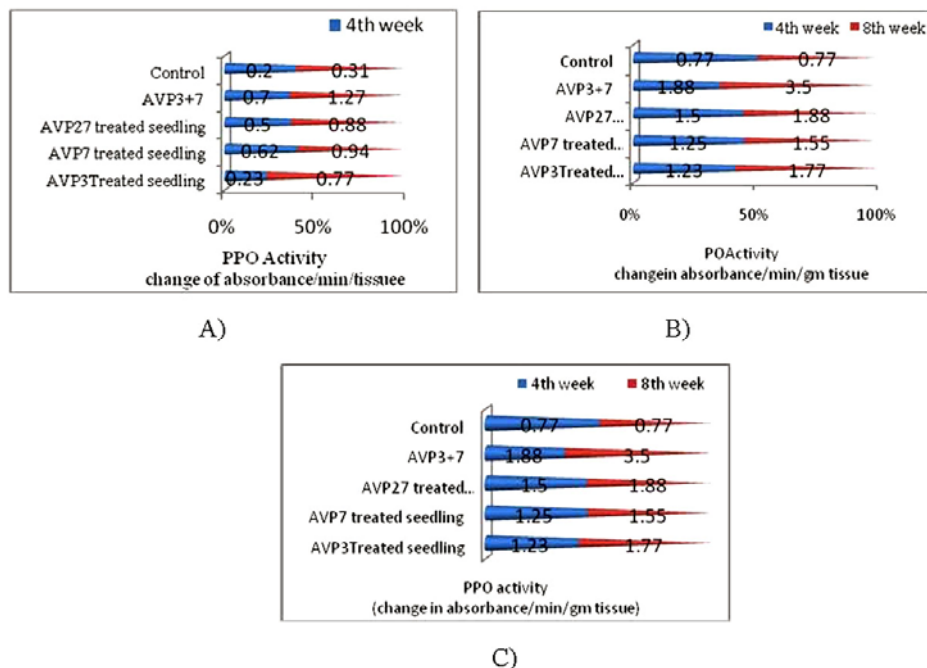 4th week
Control 0.2 0.31
AVP3+7 0.7 1.27
AVP27 treated seedling 0.5 0.88
AVP7 treated seedling 0.62 0.94
AVP3Treated seedling 0.23 0.77
0% 50% 100%
PPO Activity
change of absorbance/min/tissuee
A)
4th week 8th week
Control 0.77 0.77
AVP3+7 1.88 3.5
AVP27... 1.5 1.88
AVP7 treated... 1.25 1.55
AVP3Treated... 1.23 1.77
0% 50% 100%
POActivity
changein absorbance/min/gm tissue
B)
4th week 8th week
Control 0.77 0.77
AVP3+7 1.88 3.5
AVP27 treated... 1.5 1.88
AVP7 treated seedling 1.25 1.55
AVP3Treated seedling 1.23 1.77
PPO activity
(change in absorbance/min/gm tissue)
C)